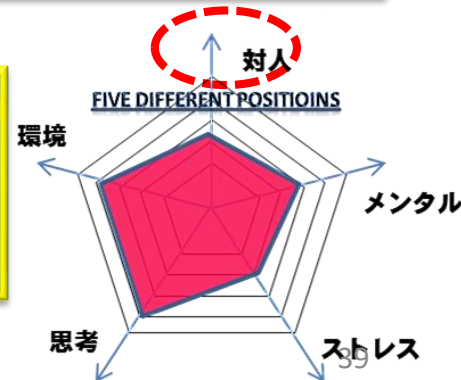 対人
FIVE DIFFERENT POSITIOINS
環境
メンタル
思考
ストレス
39